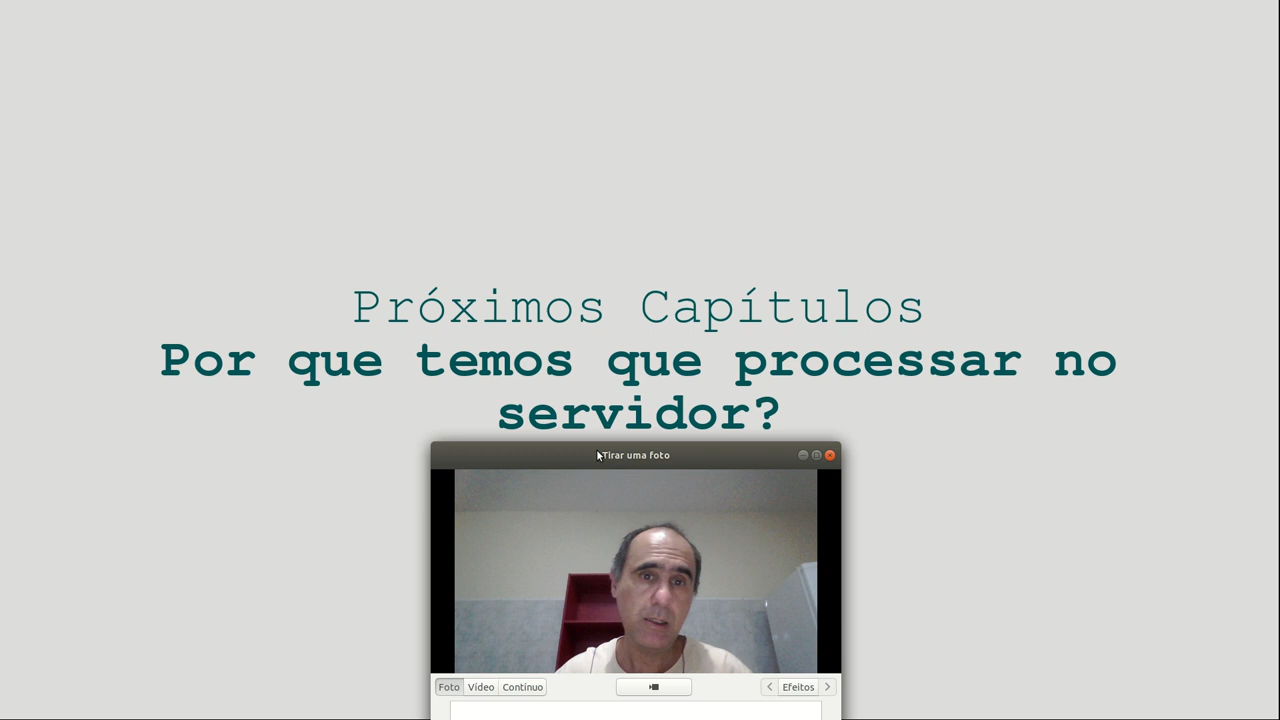 Próximos Capítulos
Por que temos que processar no
servidor?
Tirar uma foto
Foto Vídeo Contínuo Efeitos